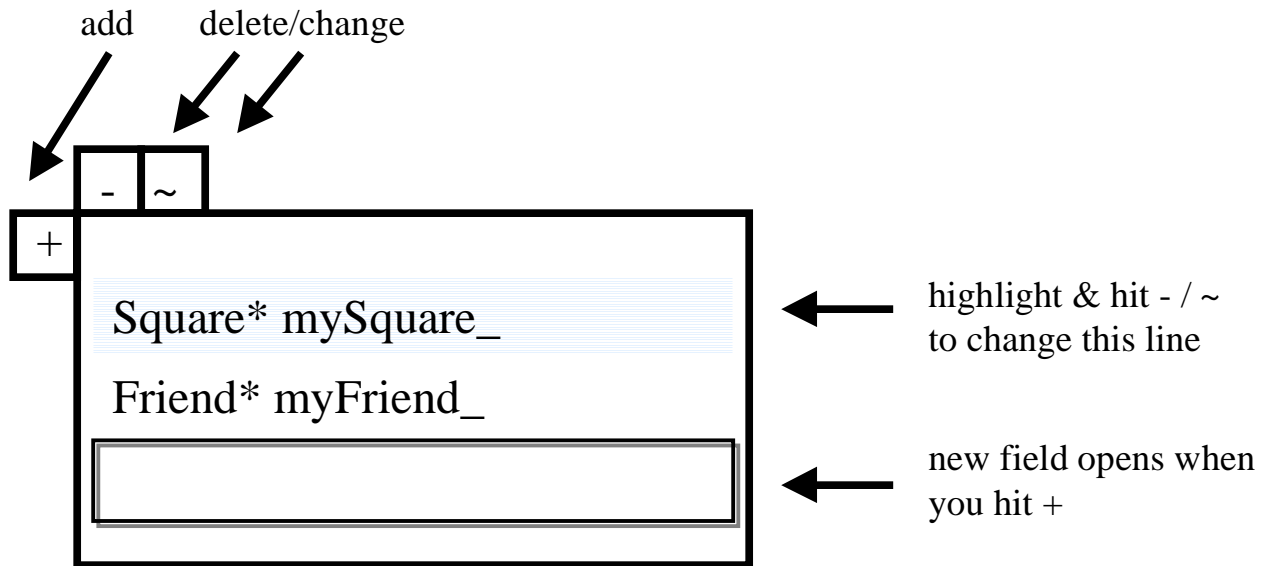 add delete/change
- ~
+
Square* mySquare_
Friend* myFriend_
highlight & hit - / ~
to change this line
new field opens when
you hit +